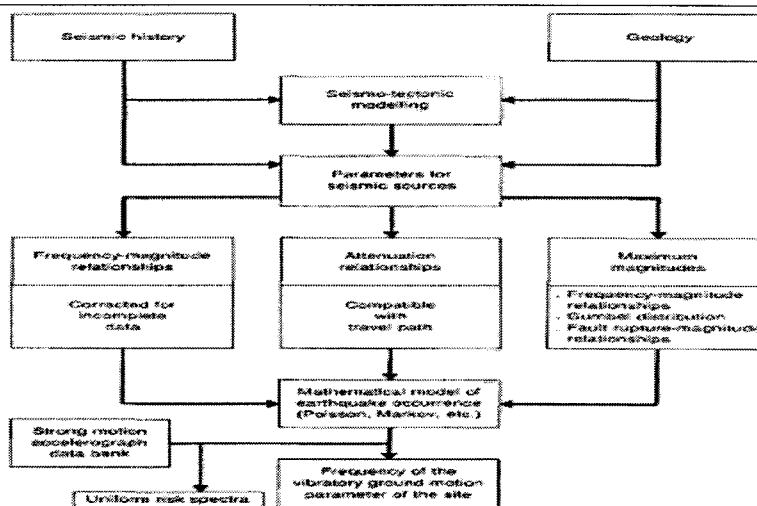 Seismic history
Geology
Seismo-tectonic
modelling
Parameters for
seismic sources
Frequency-magnitude
relationships
Corrected for
incomplete
data
Attenuation
relationships
Compatible
with
travel path
Maximum
magnitudes
. Frequency-magnitude
relationships
. Gumbel distribution
. Fault rupture-magnitude
relationships
Mathematical model of
earthquake occurrence
(Poisson, Markov, etc.)
Strong motion
accelerograph
data bank
Frequency of the
vibratory ground motion
parameter of the site
Uniform risk spectra